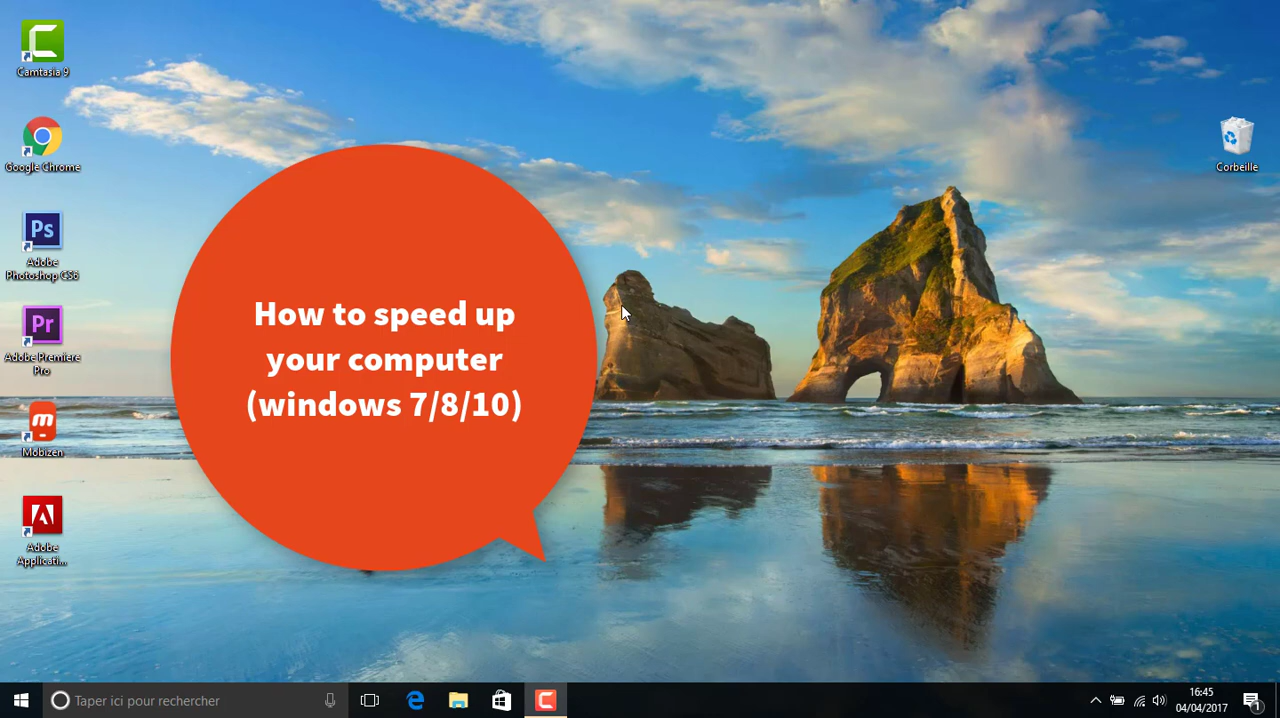 Camtasia 9
Google Chrome
Ps
Adobe
Photoshop CS6
Pr
Adobe Premiere
Pro
m
Mobizen
Adobe
Applicati...
Corbeille
How to speed up
your computer
(windows 7/8/10)
Taper ici pour rechercher
16:45
04/04/2017
1